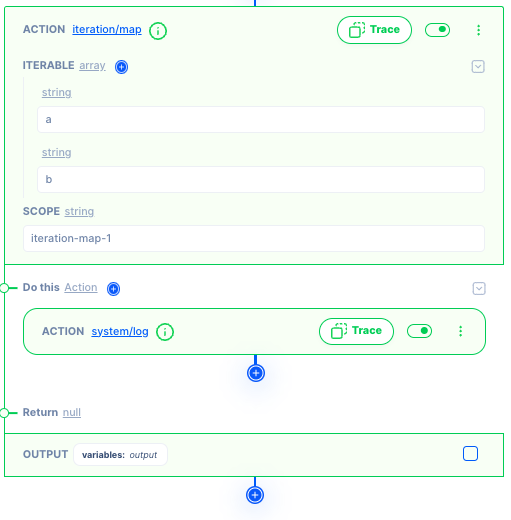 ACTION iteration/map Trace
ITERABLE array
string
a
string
b
SCOPE string
iteration-map-1
Do this Action
ACTION system/log Trace
Return null
OUTPUT variables: output